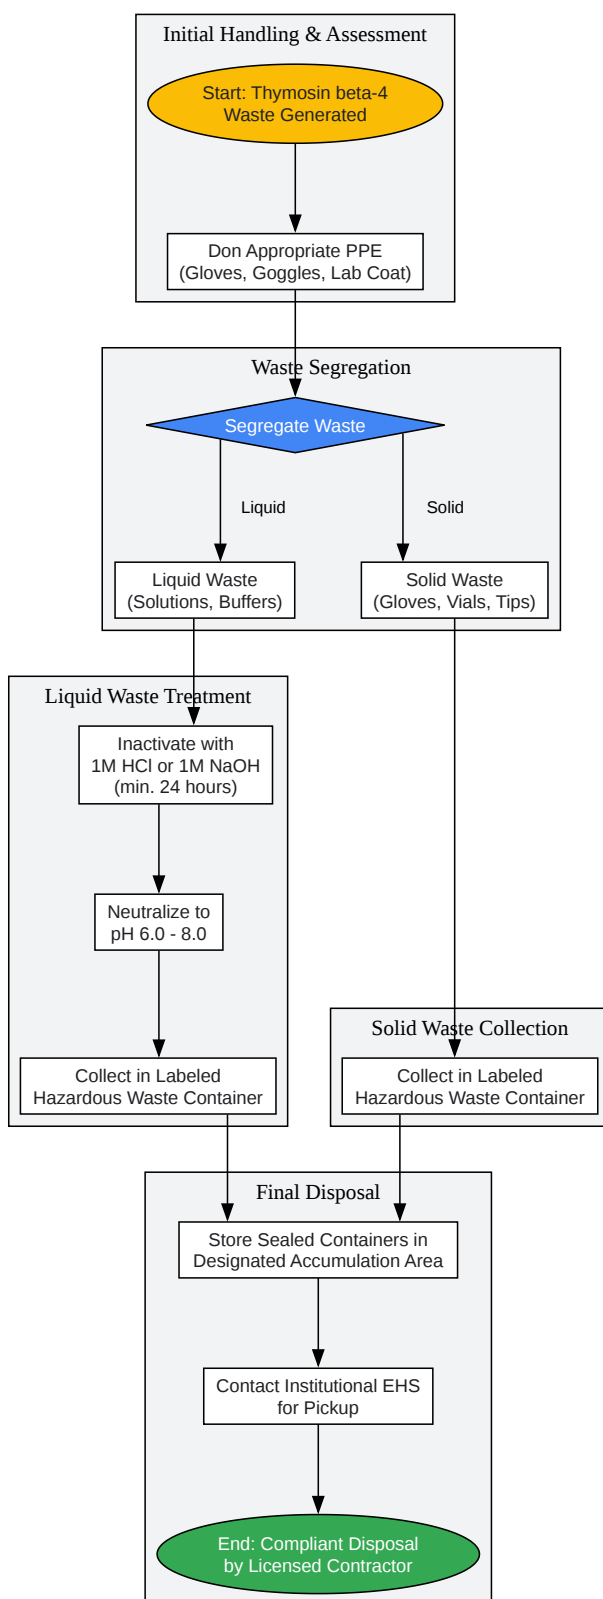 Initial Handling & Assessment
Start: Thymosin beta-4
Waste Generated
Don Appropriate PPE
(Gloves, Goggles, Lab Coat)
Waste Segregation
Segregate Waste
Liquid
Solid
Liquid Waste
(Solutions, Buffers)
Solid Waste
(Gloves, Vials, Tips)
Liquid Waste Treatment
Inactivate with
1M HCl or 1M NaOH
(min. 24 hours)
Neutralize to
pH 6.0 - 8.0
Collect in Labeled
Hazardous Waste Container
Solid Waste Collection
Collect in Labeled
Hazardous Waste Container
Final Disposal
Store Sealed Containers in
Designated Accumulation Area
Contact Institutional EHS
for Pickup
End: Compliant Disposal
by Licensed Contractor